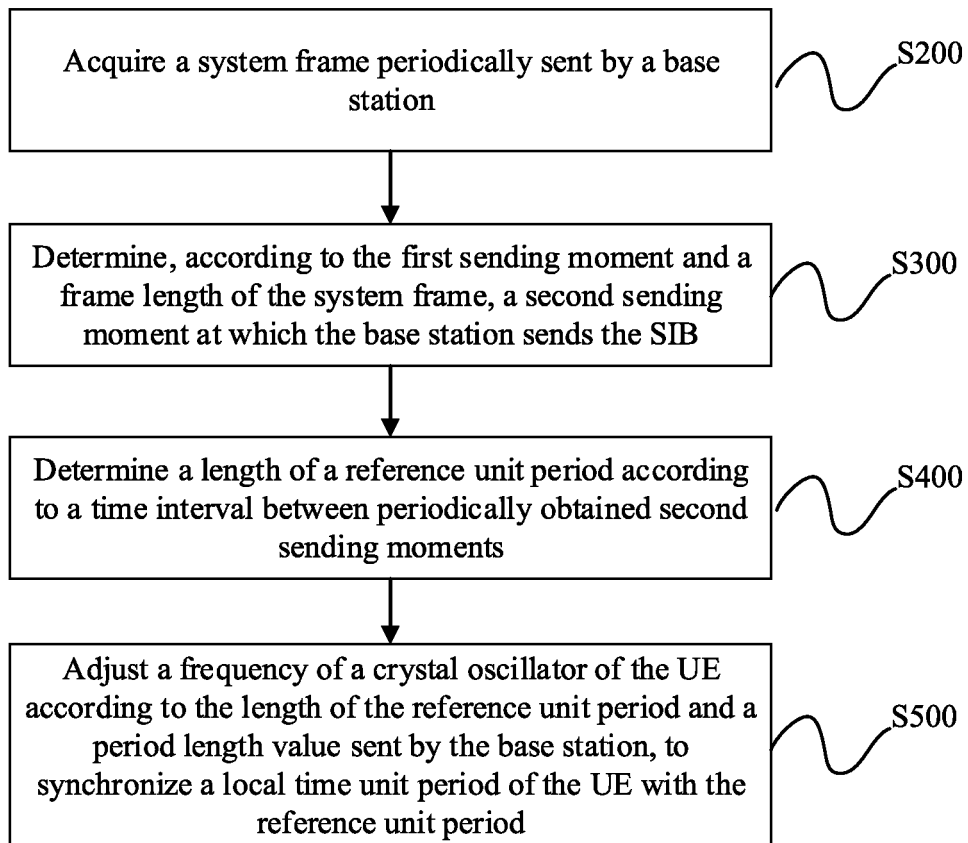 Acquire a system frame periodically sent by a base
station
S200
Determine, according to the first sending moment and a
frame length of the system frame, a second sending
moment at which the base station sends the SIB
S300
Determine a length of a reference unit period according
to a time interval between periodically obtained second
sending moments
S400
Adjust a frequency of a crystal oscillator of the UE
according to the length of the reference unit period and a
period length value sent by the base station, to
synchronize a local time unit period of the UE with the
reference unit period
S500